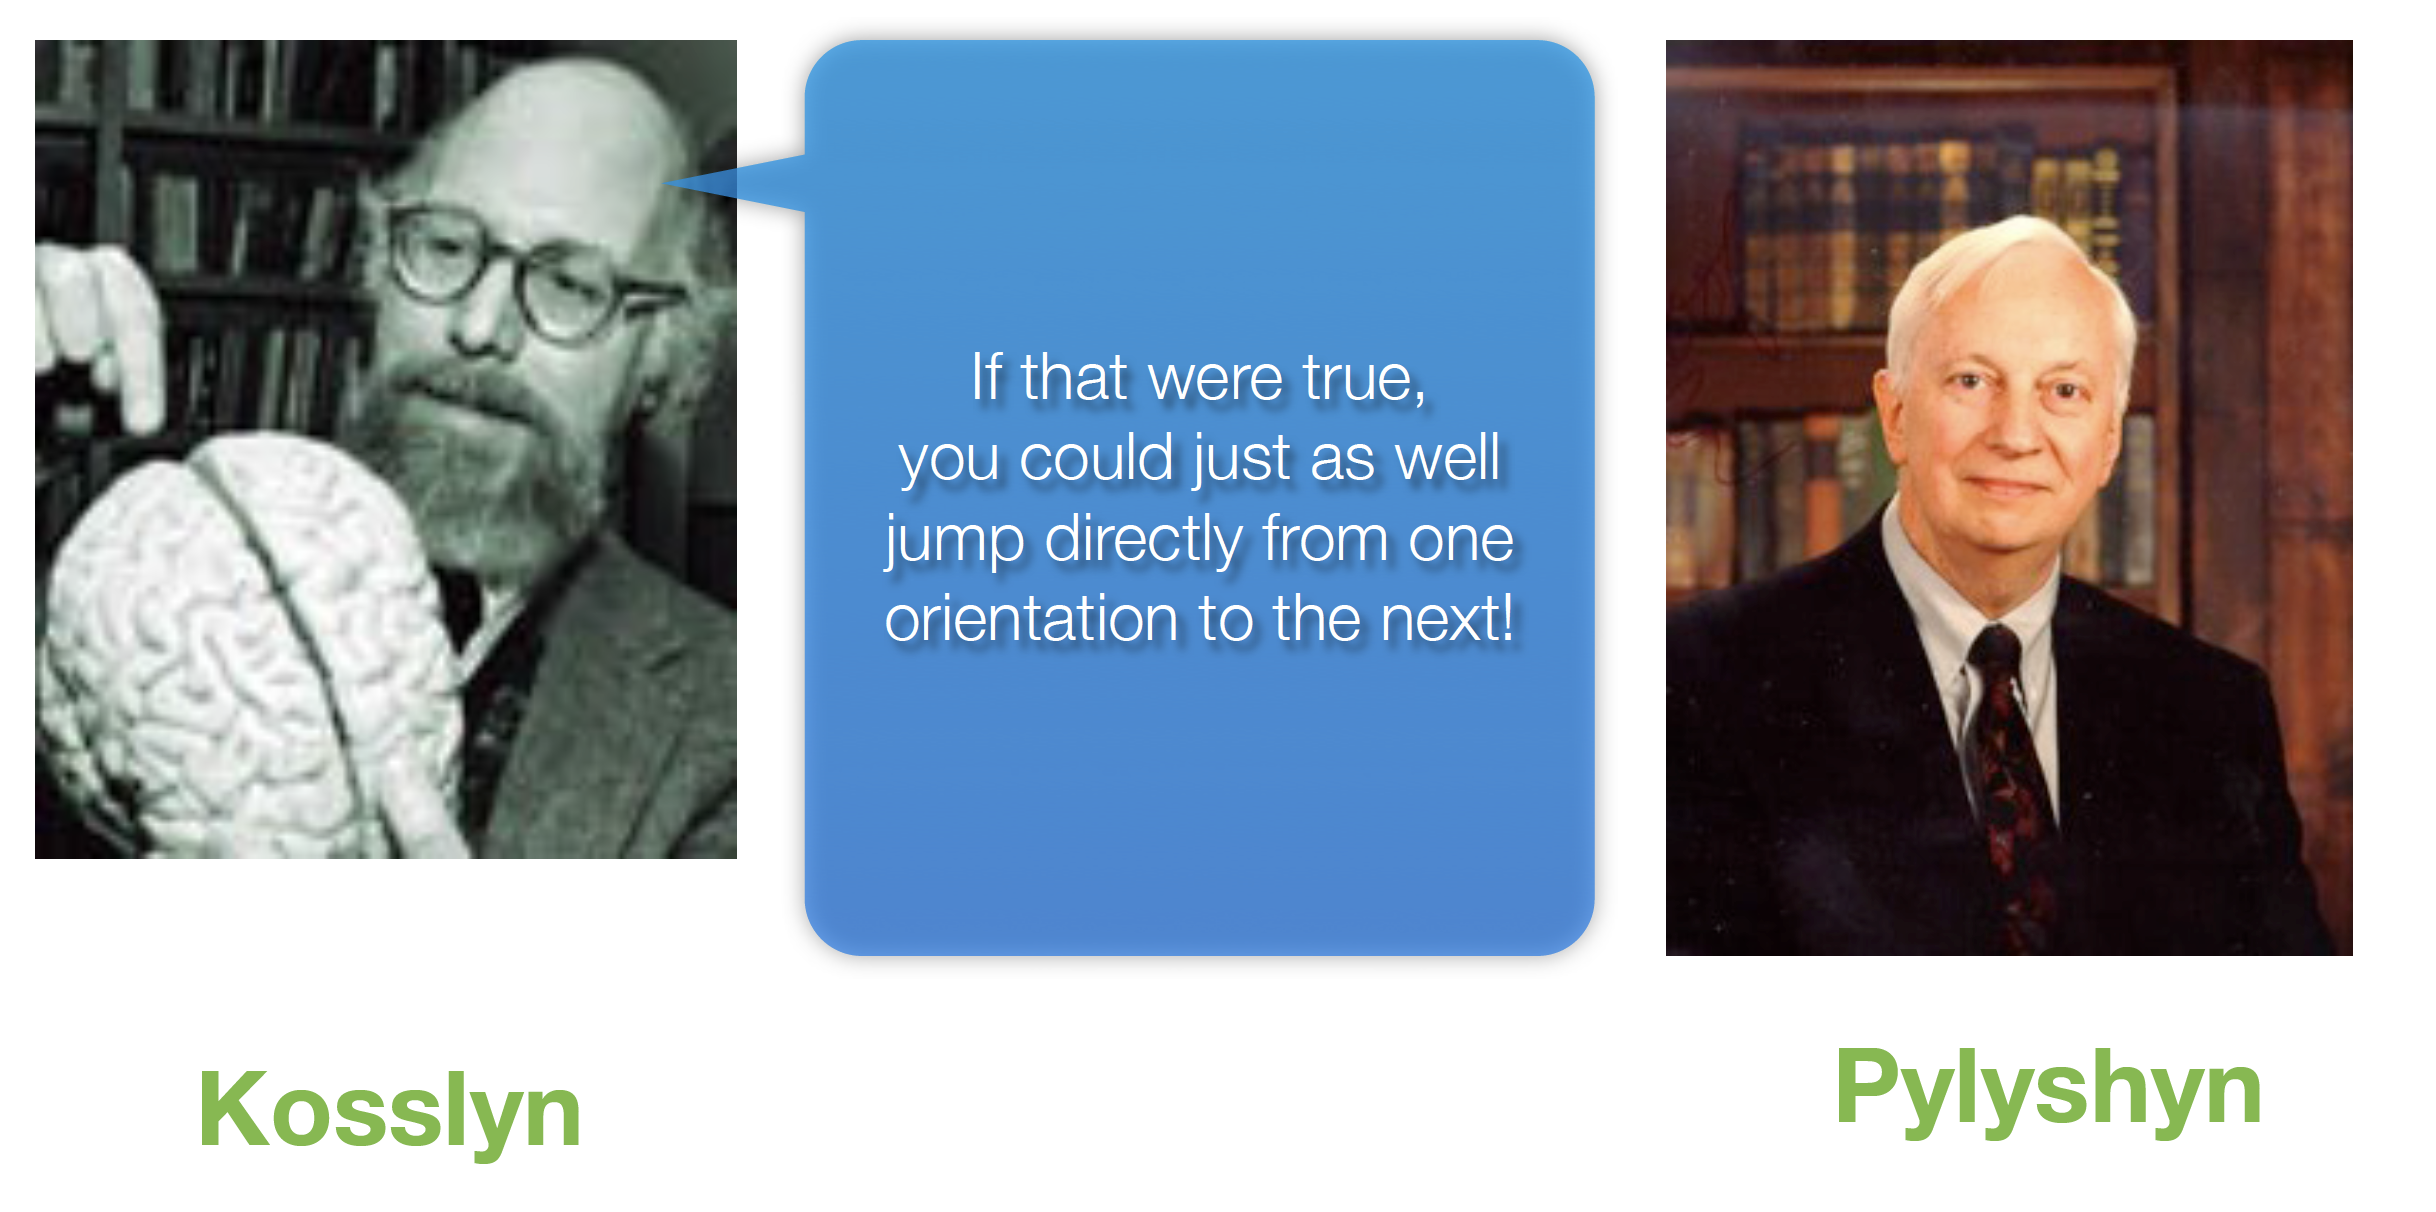 If that were true,
you could just as well
jump directly from one
orientation to the next!
Kosslyn
Pylyshyn